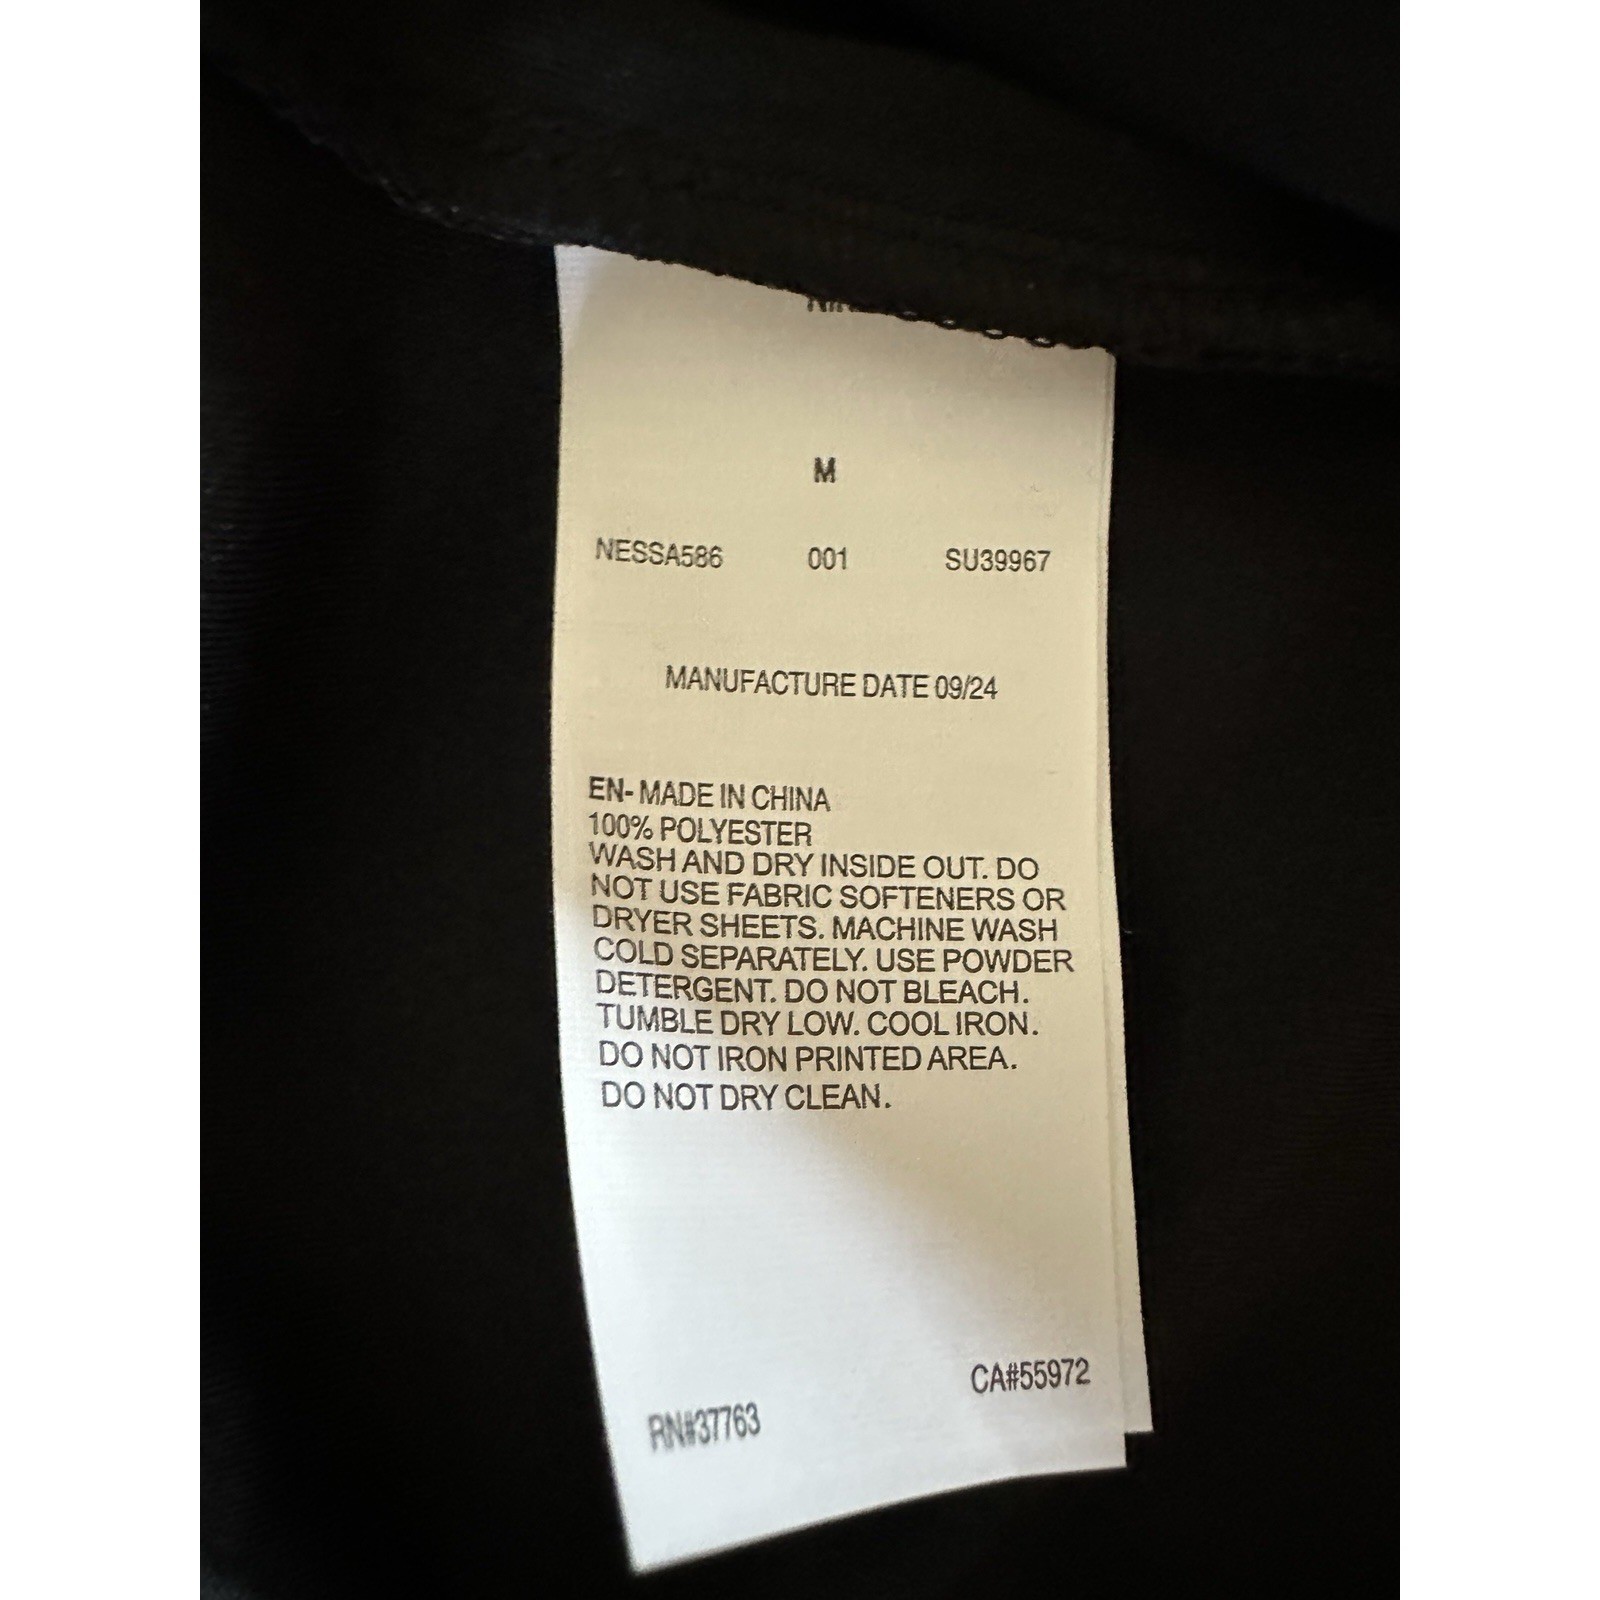 M
NESSA586 001 SU39967
MANUFACTURE DATE 09/24
EN- MADE IN CHINA
100% POLYESTER
WASH AND DRY INSIDE OUT. DO
NOT USE FABRIC SOFTENERS OR
DRYER SHEETS. MACHINE WASH
COLD SEPARATELY. USE POWDER
DETERGENT. DO NOT BLEACH.
TUMBLE DRY LOW. COOL IRON.
DO NOT IRON PRINTED AREA.
DO NOT DRY CLEAN.
CA#55972
RN#37763